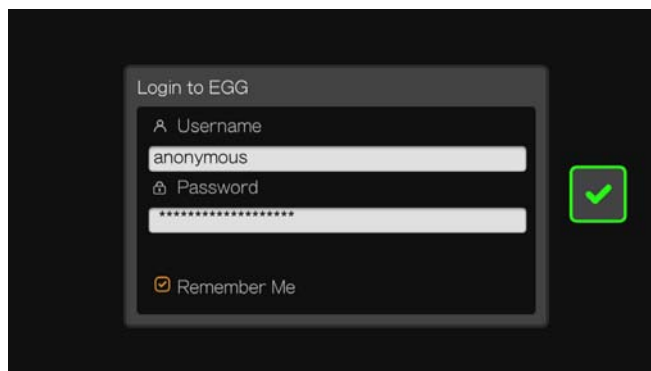 Login to EGG
Username
anonymous
Password
*******************
Remember Me